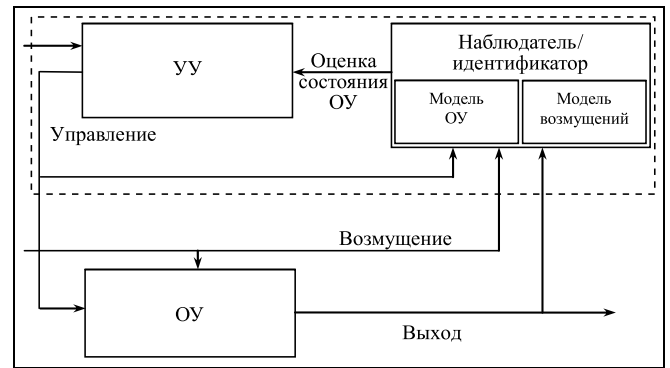 УУ
Оценка
состояния
ОУ
Наблюдатель/
идентификатор
Модель
ОУ
Модель
возмущений
Управление
Возмущение
ОУ
Выход